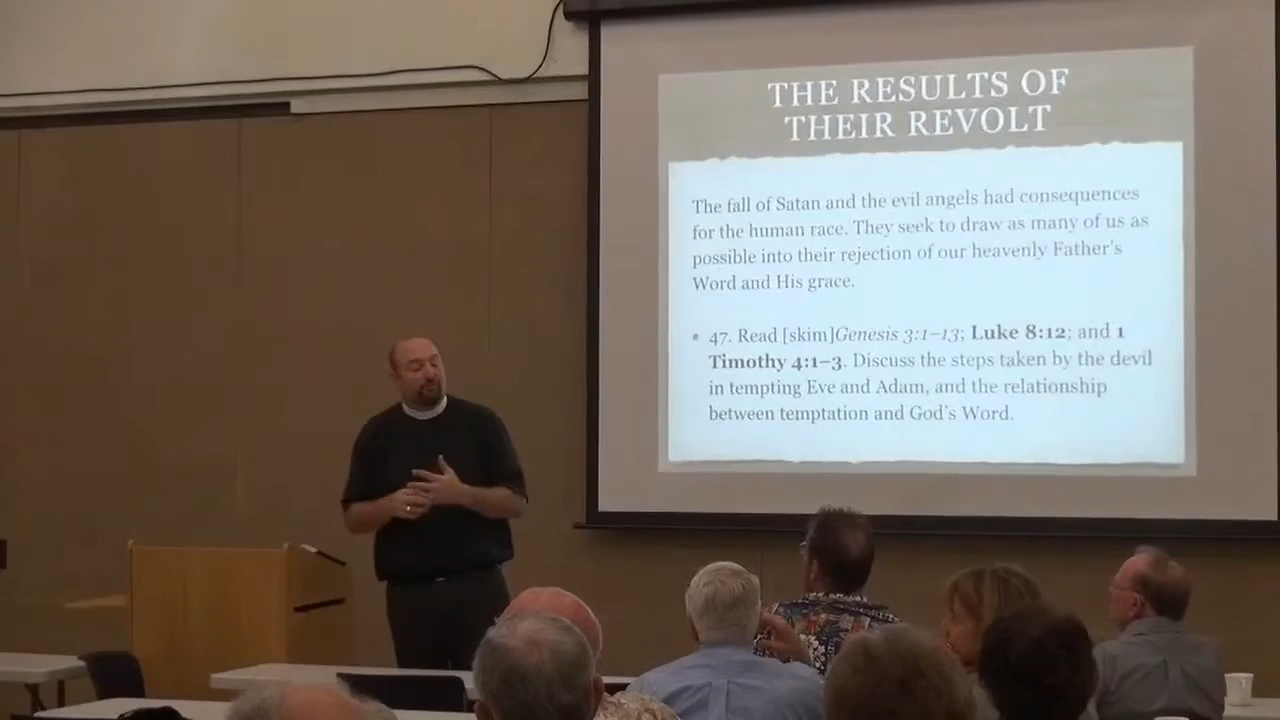 THE RESULTS OF
THEIR REVOLT
The fall of Satan and the evil angels had consequences
for the human race. They seek to draw as many of us as
possible into their rejection of our heavenly Father's
Word and His grace.
• 47. Read [skim]Genesis 3:1–13; Luke 8:12; and 1
Timothy 4:1–3. Discuss the steps taken by the devil
in tempting Eve and Adam, and the relationship
between temptation and God's Word.